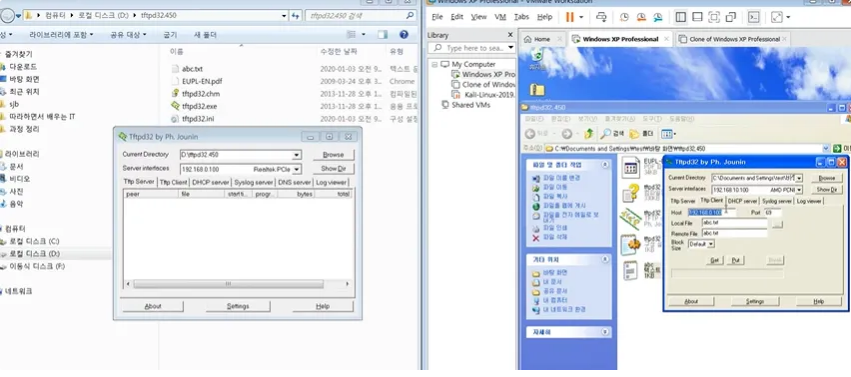 컴퓨터 ▸ 로컬 디스크 (D:) ▸ tftpd32.450
tftpd32.450 검색
라이브러리에 포함 공유 대상 굽기 새 폴더
이름 수정한 날짜 유형
즐겨찾기
다운로드
바탕 화면
최근 위치
sjb
따라하면서 배우는 IT
과정 정리
라이브러리
문서
비디오
사진
음악
컴퓨터
로컬 디스크 (C:)
로컬 디스크 (D:)
이동식 디스크 (F:)
네트워크
abc.txt 2020-01-03 오전 9... 텍스트 문
EUPL-EN.pdf 2009-03-24 오전 3...
tftpd32.chm 2013-11-28 오전 3... 컴파일된
tftpd32.exe 2013-11-28 오전 3... 응용 프로
tftpd32.ini 2020-01-03 오전 9... 구성 설정
Tftpd32 by Ph. Jounin
Current Directory D:\tftpd32.450 Browse
Server interfaces 192.168.0.100 Realtek PCIe Show Dir
Tftp Server Tftp Client DHCP server Syslog server DNS server Log viewer
peer file start t... progr... bytes total
About Settings Help
Windows XP Professional - VMware Workstation
File Edit View VM Tabs Help
Library
Type here to sea...
My Computer
Windows XP Pro
Clone of Window
Kali-Linux-2019.
Shared VMs
Home Windows XP Professional Clone of Windows XP Professional
tftpd32.450
검색 폴더
C:\Documents and Settings\test\바탕 화면\tftpd32.450
파일 및 폴더 작업
파일 이름 바꾸기
파일 이동
파일 복사
파일을 웹에 게시
파일을 전자 메일로 보내기
파일 인쇄
파일 삭제
기타 위치
바탕 화면
내 문서
공유 문서
내 컴퓨터
내 네트워크 환경
자세히
abc
1KB
Tftpd32 by Ph. Jounin
Current Directory Browse
Server interfaces 192.168.10.100 AMD PCNE Show Dir
Tftp Server Tftp Client DHCP server Syslog server Log viewer
Host 192.168.0.100 Port 69
Local File abc.txt
Remote File abc.txt
Block Size Default
Get Put Break
About Settings Help